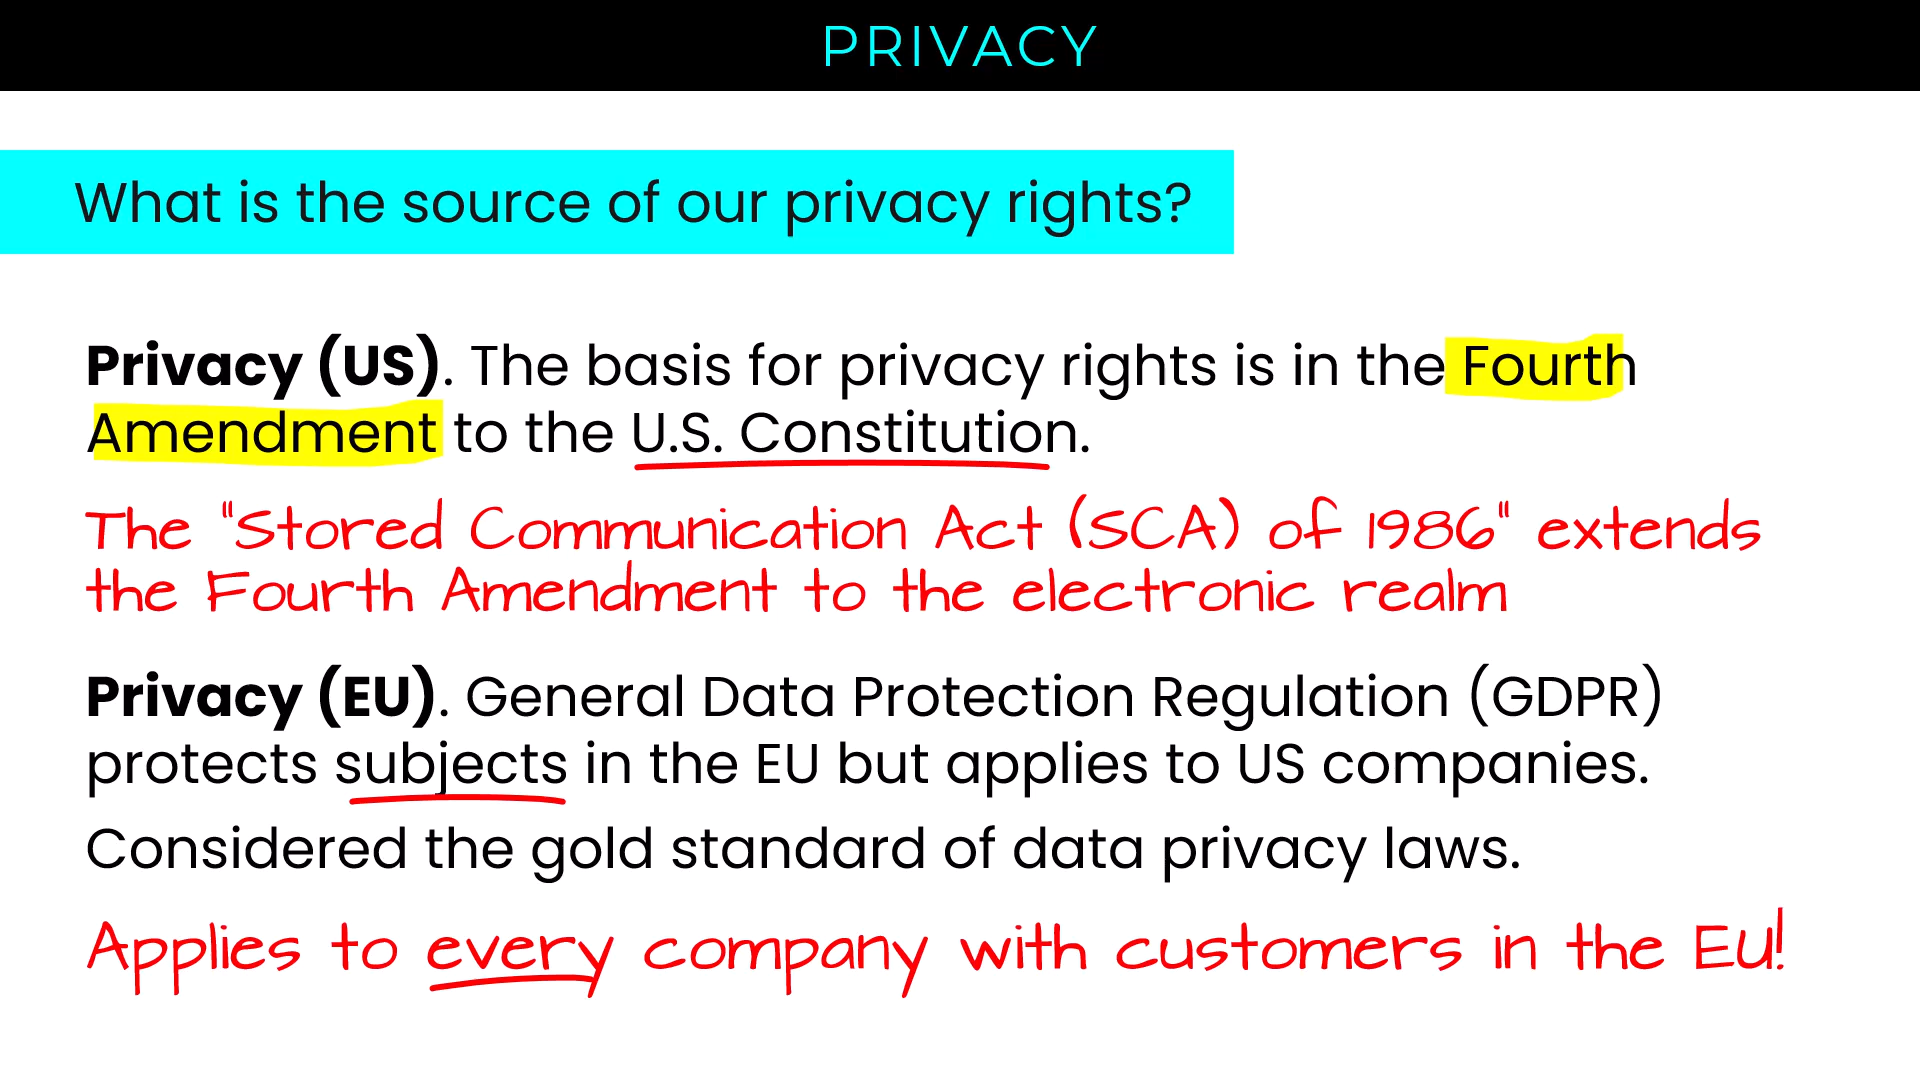 PRIVACY
What is the source of our privacy rights?
Privacy (US). The basis for privacy rights is in the Fourth
Amendment to the U.S. Constitution.
The "Stored Communication Act (SCA) of 1986" extends
the Fourth Amendment to the electronic realm
Privacy (EU). General Data Protection Regulation (GDPR)
protects subjects in the EU but applies to US companies.
Considered the gold standard of data privacy laws.
Applies to every company with customers in the EU!